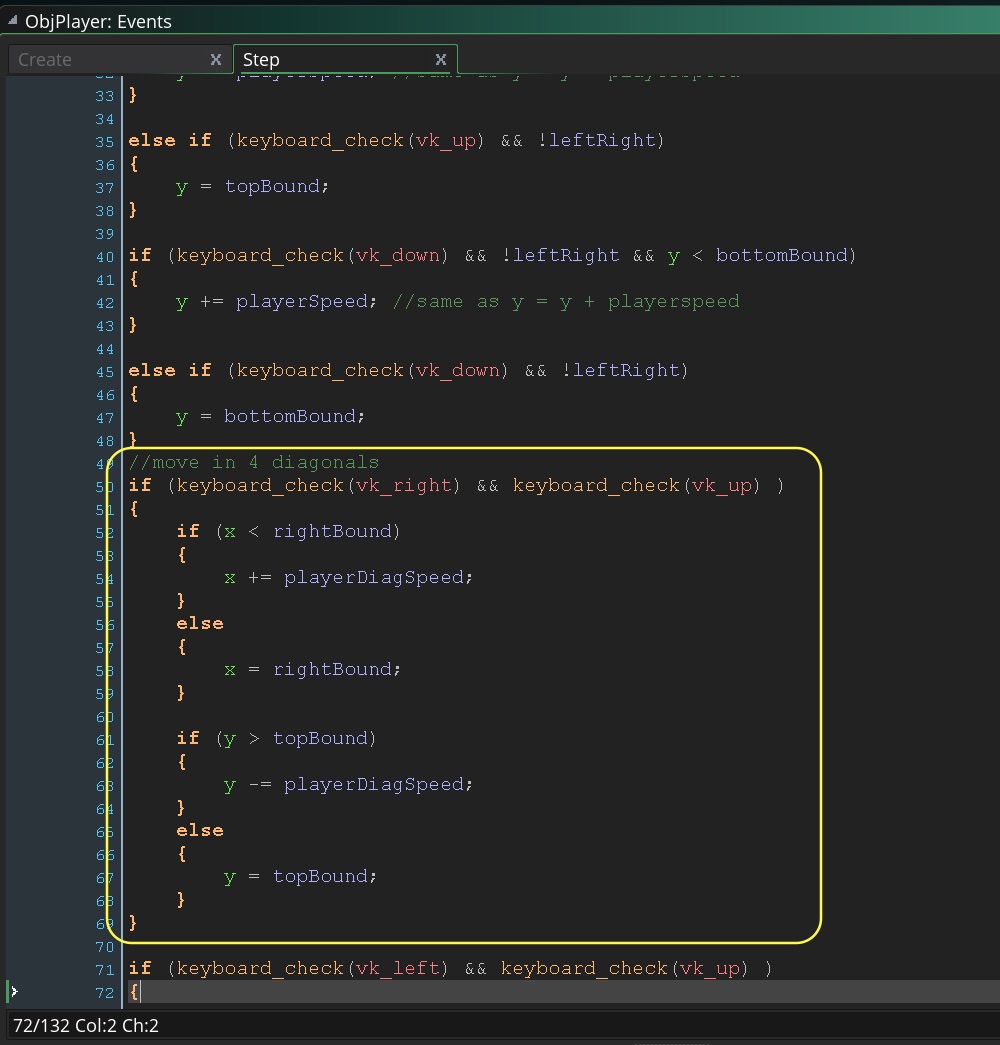 ObjPlayer: Events
Create X Step X
33 }
34
35 else if (keyboard_check(vk_up) && !leftRight)
36 {
37 y = topBound;
38 }
39
40 if (keyboard_check(vk_down) && !leftRight && y < bottomBound)
41 {
42 y += playerSpeed; //same as y = y + playerspeed
43 }
44
45 else if (keyboard_check(vk_down) && !leftRight)
46 {
47 y = bottomBound;
48 }
49 //move in 4 diagonals
50 if (keyboard_check(vk_right) && keyboard_check(vk_up) )
51 {
52 if (x < rightBound)
53 {
54 x += playerDiagSpeed;
55 }
56 else
57 {
58 x = rightBound;
59 }
60
61 if (y > topBound)
62 {
63 y -= playerDiagSpeed;
64 }
65 else
66 {
67 y = topBound;
68 }
69 }
70
71 if (keyboard_check(vk_left) && keyboard_check(vk_up) )
72 {
72/132 Col:2 Ch:2